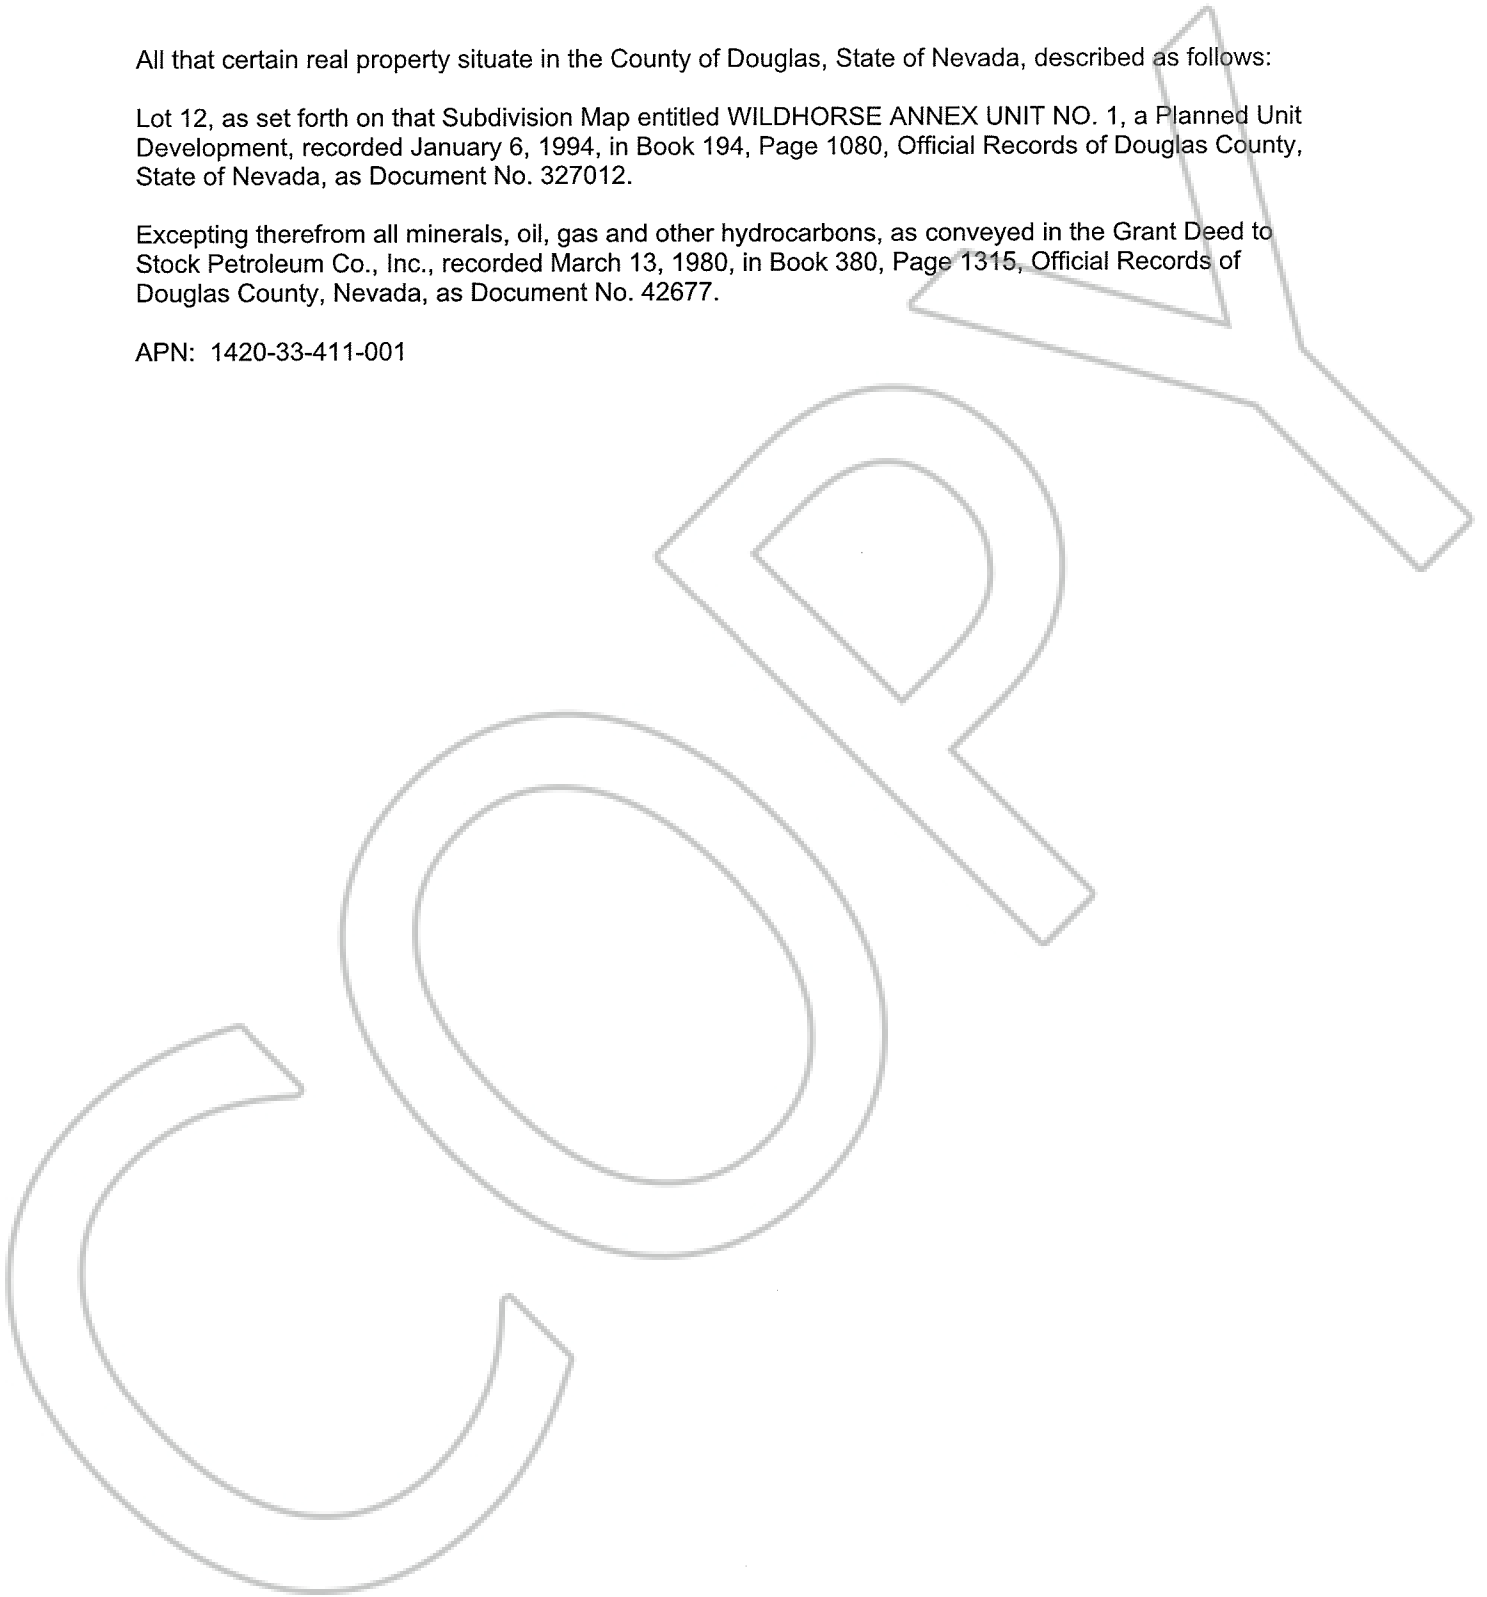 All that certain real property situate in the County of Douglas, State of Nevada, described as follows:
Lot 12, as set forth on that Subdivision Map entitled WILDHORSE ANNEX UNIT NO. 1, a Planned Unit
Development, recorded January 6, 1994, in Book 194, Page 1080, Official Records of Douglas County,
State of Nevada, as Document No. 327012.
Excepting therefrom all minerals, oil, gas and other hydrocarbons, as conveyed in the Grant Deed to
Stock Petroleum Co., Inc., recorded March 13, 1980, in Book 380, Page 1315, Official Records of
Douglas County, Nevada, as Document No. 42677.
APN:  1420-33-411-001
COPY